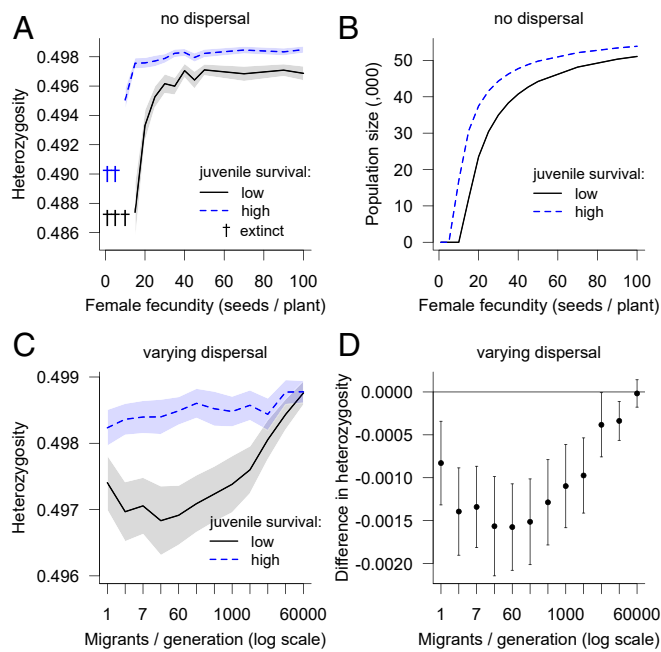 A
no dispersal
0.498
0.496
0.494
0.492
0.490
0.488
0.486
Heterozygosity
††
†††
juvenile survival:
low
high
† extinct
0 20 40 60 80 100
Female fecundity (seeds / plant)
B
no dispersal
50
40
30
20
10
0
Population size (,000)
juvenile survival:
low
high
0 20 40 60 80 100
Female fecundity (seeds / plant)
C
varying dispersal
0.499
0.498
0.497
0.496
Heterozygosity
juvenile survival:
low
high
1 7 60 1000 60000
Migrants / generation (log scale)
D
varying dispersal
0.0000
-0.0005
-0.0010
-0.0015
-0.0020
Difference in heterozygosity
1 7 60 1000 60000
Migrants / generation (log scale)